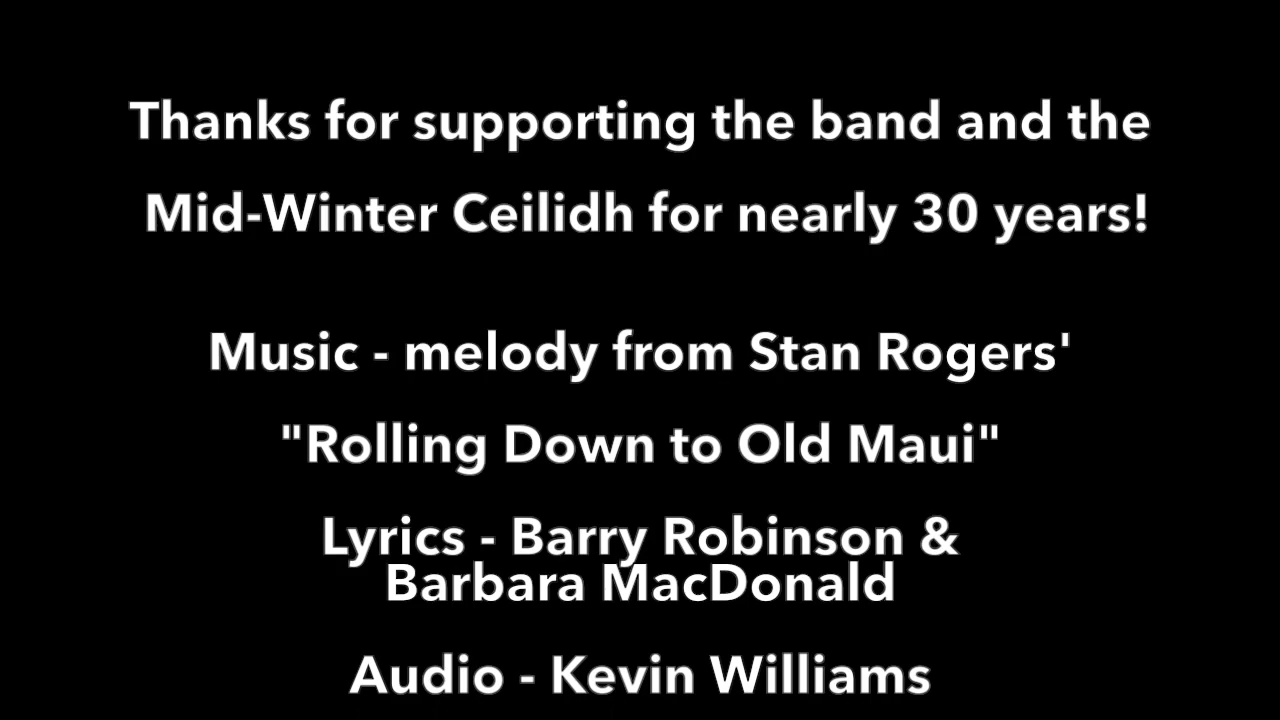 Thanks for supporting the band and the
Mid-Winter Ceilidh for nearly 30 years!
Music - melody from Stan Rogers'
"Rolling Down to Old Maui"
Lyrics - Barry Robinson &
Barbara MacDonald
Audio - Kevin Williams